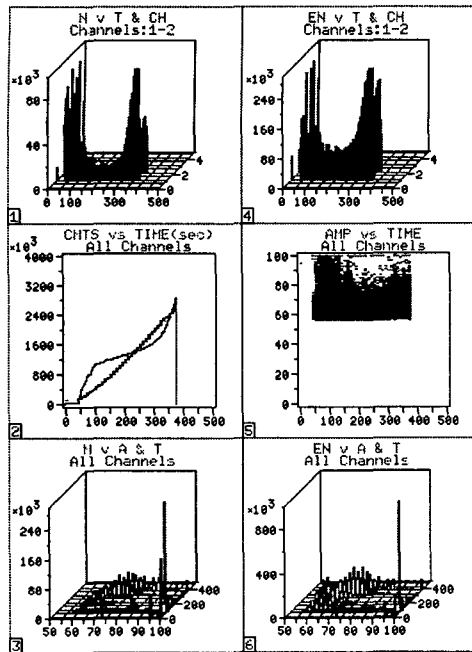 N v T & CH
Channels:1-2
×10³
80
40
0
0 100 300 500
0 2 4
1
EN v T & CH
Channels:1-2
×10³
240
160
80
0
0 100 300 500
0 2 4
4
CNTS vs TIME(sec)
All Channels
×10³
4000
3200
2400
1600
800
0
0 100 200 300 400 500
2
AMP vs TIME
All Channels
100
80
60
40
20
0
0 100 200 300 400 500
5
N v A & T
All Channels
×10³
240
160
80
0
50 60 70 80 90 100
0 200 400
3
EN v A & T
All Channels
×10³
800
400
0
50 60 70 80 90 100
0 200 400
6